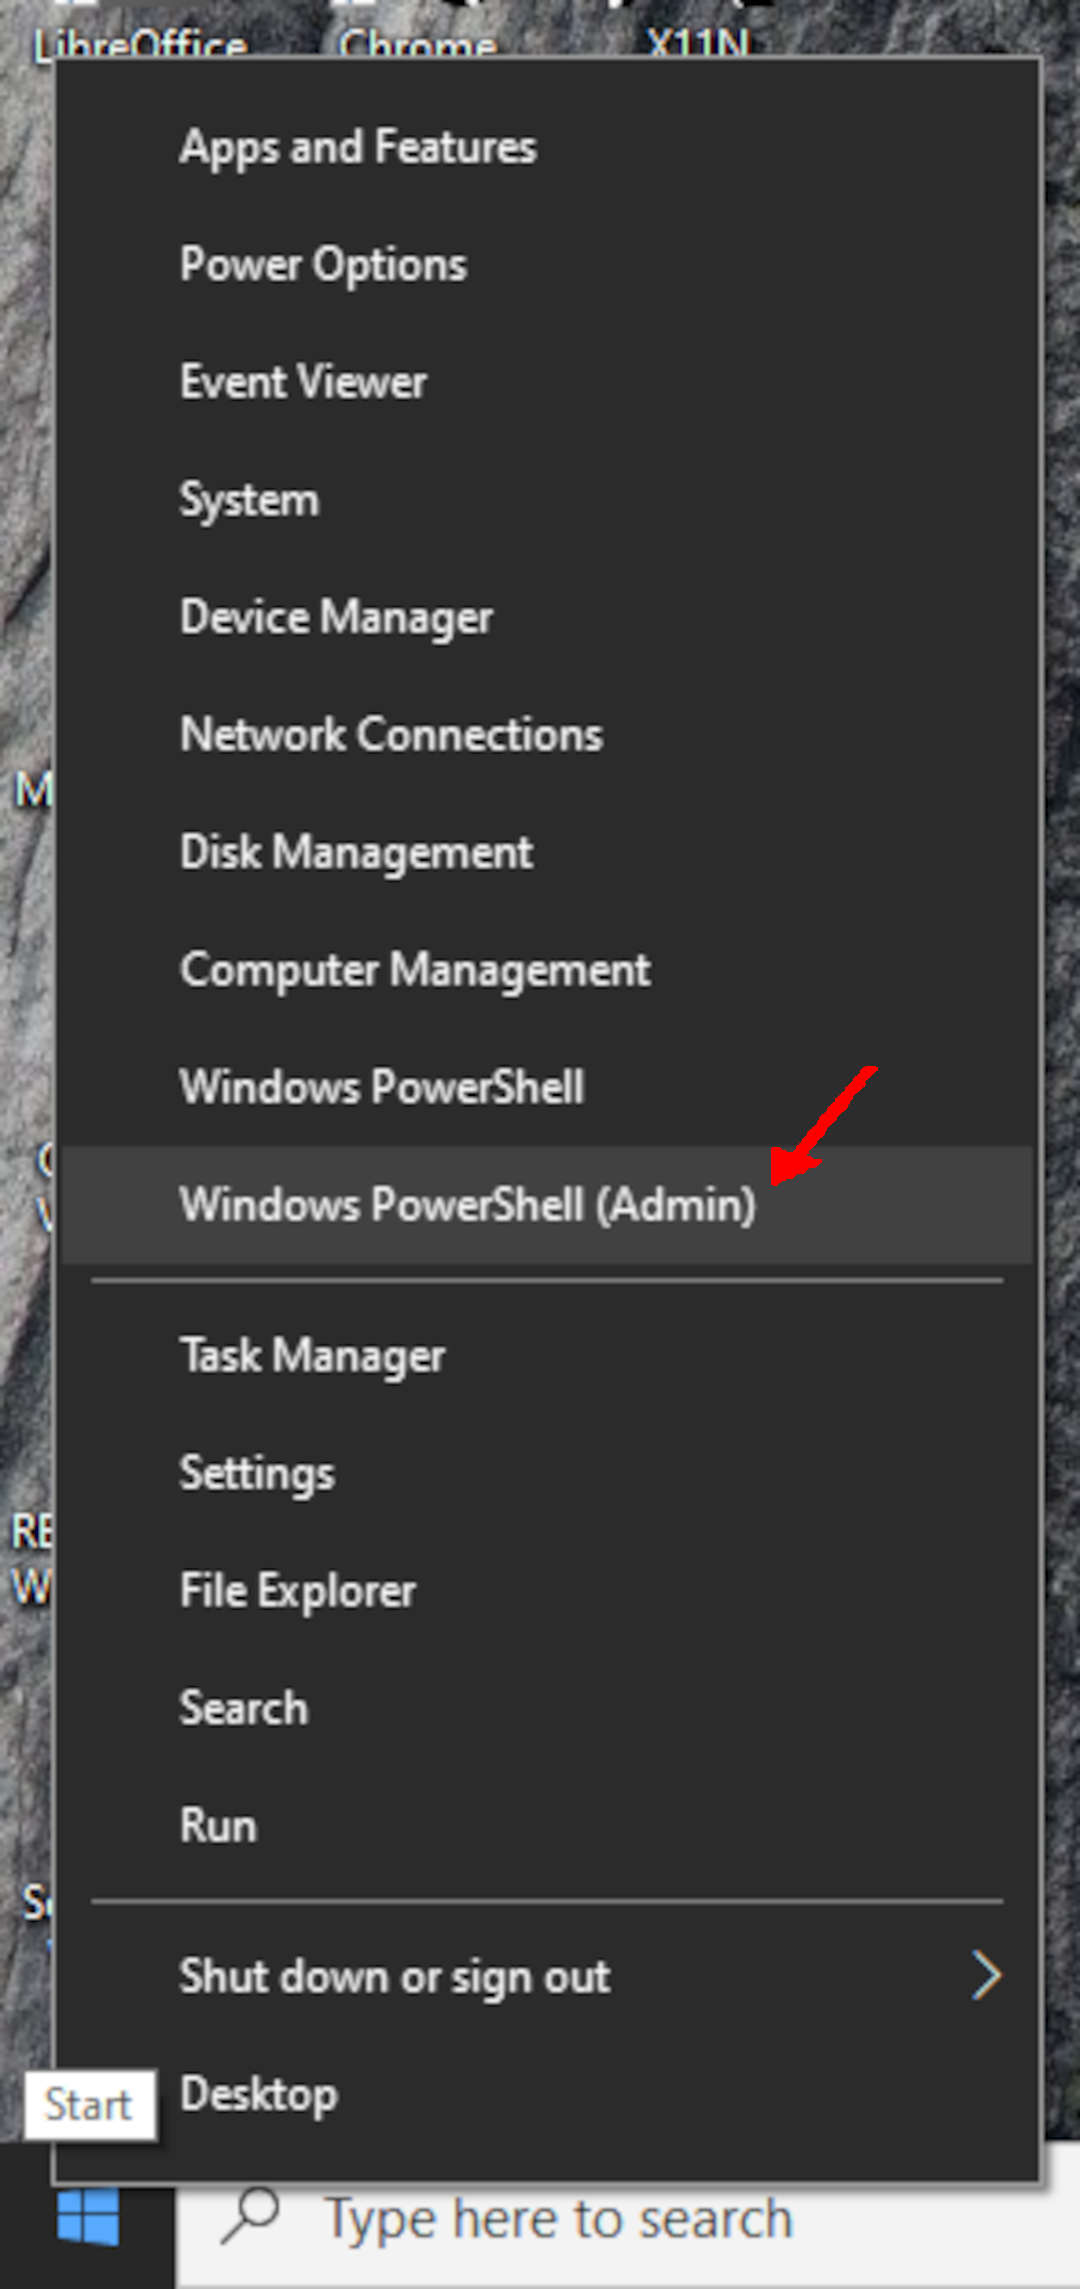 LibreOffice Chrome X11N
Apps and Features
Power Options
Event Viewer
System
Device Manager
Network Connections
Disk Management
Computer Management
Windows PowerShell
Windows PowerShell (Admin)
Task Manager
Settings
File Explorer
Search
Run
Shut down or sign out
Start
Desktop
Type here to search